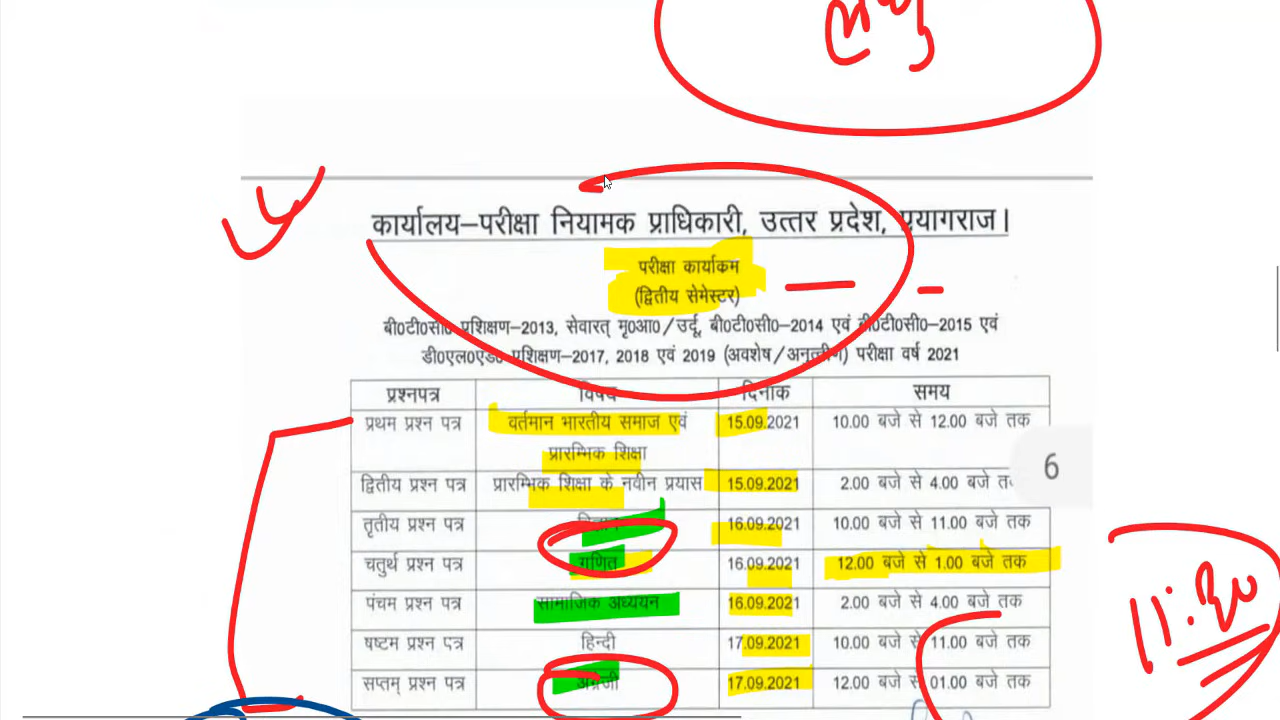 कार्यालय–परीक्षा नियामक प्राधिकारी, उत्तर प्रदेश, प्रयागराज।
परीक्षा कार्यक्रम
(द्वितीय सेमेस्टर)
बी0टी0सी0 प्रशिक्षण–2013, सेवारत् मृ0आ0/उर्दू, बी0टी0सी0–2014 एवं बी0टी0सी0–2015 एवं
डी0एल0एड0 प्रशिक्षण–2017, 2018 एवं 2019 (अवशेष/अनुत्तीर्ण) परीक्षा वर्ष 2021
प्रश्नपत्र विषय दिनांक समय
प्रथम प्रश्न पत्र वर्तमान भारतीय समाज एवं 15.09.2021 10.00 बजे से 12.00 बजे तक
प्रारम्भिक शिक्षा
द्वितीय प्रश्न पत्र प्रारम्भिक शिक्षा के नवीन प्रयास 15.09.2021 2.00 बजे से 4.00 बजे
6
तृतीय प्रश्न पत्र विज्ञान 16.09.2021 10.00 बजे से 11.00 बजे तक
चतुर्थ प्रश्न पत्र गणित 16.09.2021 12.00 बजे से 1.00 बजे तक
पंचम प्रश्न पत्र सामाजिक अध्ययन 16.09.2021 2.00 बजे से 4.00 बजे तक
षष्टम प्रश्न पत्र हिन्दी 17.09.2021 10.00 बजे से 11.00 बजे तक
सप्तम् प्रश्न पत्र अंग्रेजी 17.09.2021 12.00 बजे से 01.00 बजे तक
11:30